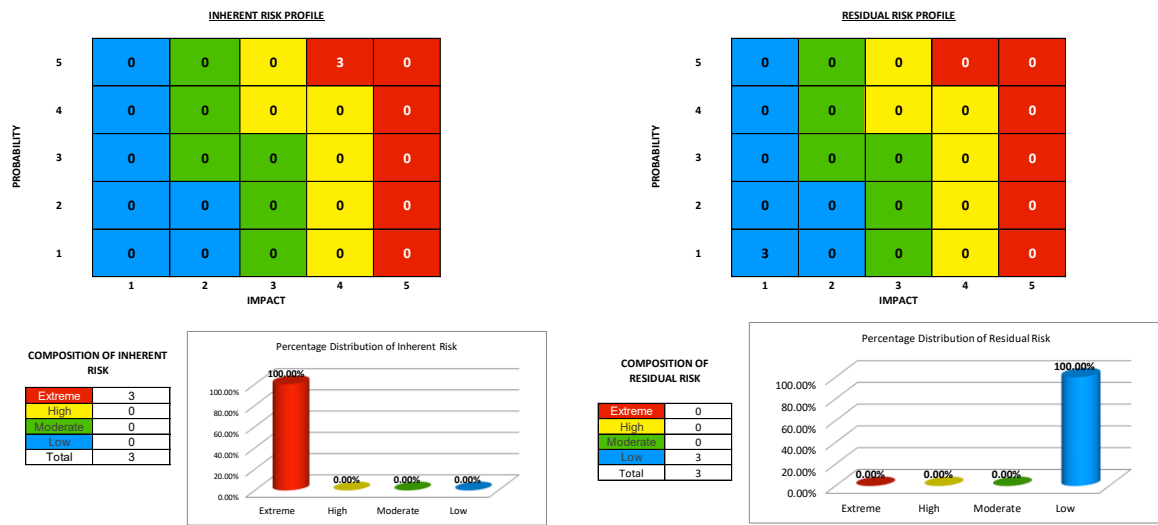 INHERENT RISK PROFILE
PROBABILITY
5 0 0 0 3 0
4 0 0 0 0 0
3 0 0 0 0 0
2 0 0 0 0 0
1 0 0 0 0 0
1 2 3 4 5
IMPACT
RESIDUAL RISK PROFILE
PROBABILITY
5 0 0 0 0 0
4 0 0 0 0 0
3 0 0 0 0 0
2 0 0 0 0 0
1 3 0 0 0 0
1 2 3 4 5
IMPACT
COMPOSITION OF INHERENT
RISK
Extreme 3
High 0
Moderate 0
Low 0
Total 3
Percentage Distribution of Inherent Risk
100.00%
100.00%
80.00%
60.00%
40.00%
20.00%
0.00%
0.00% 0.00% 0.00%
Extreme High Moderate Low
COMPOSITION OF
RESIDUAL RISK
Extreme 0
High 0
Moderate 0
Low 3
Total 3
Percentage Distribution of Residual Risk
100.00%
100.00%
80.00%
60.00%
40.00%
20.00%
0.00%
0.00% 0.00% 0.00%
Extreme High Moderate Low